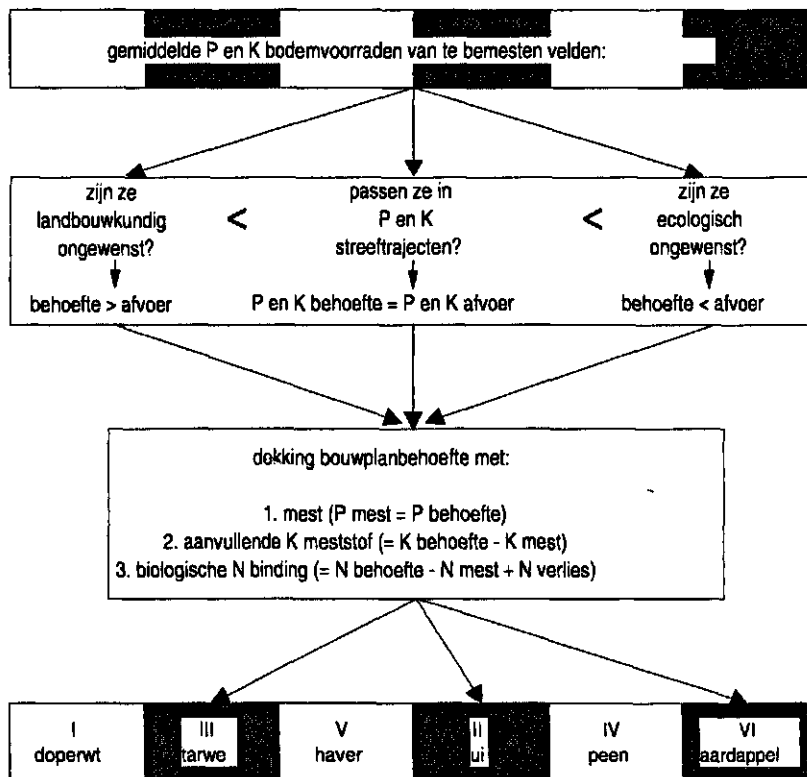 gemiddelde P en K bodemvoorraden van te bemesten velden:
zijn ze
landbouwkundig
ongewenst?
<
passen ze in
P en K
streeftrajecten?
<
zijn ze
ecologisch
ongewenst?
behoefte > afvoer
P en K behoefte = P en K afvoer
behoefte < afvoer
dekking bouwplanbehoefte met:
1. mest (P mest = P behoefte)
2. aanvullende K meststof (= K behoefte - K mest)
3. biologische N binding (= N behoefte - N mest + N verlies)
I
doperwt
III
tarwe
V
haver
II
ui
IV
peen
VI
aardappel